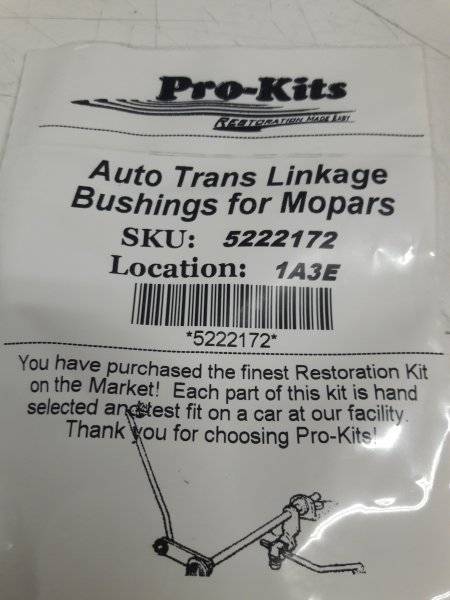 Pro-Kits
RESTORATION MADE EASY
Auto Trans Linkage
Bushings for Mopars
SKU: 5222172
Location: 1A3E
*5222172*
You have purchased the finest Restoration Kit
on the Market! Each part of this kit is hand
selected and test fit on a car at our facility.
Thank you for choosing Pro-Kits!